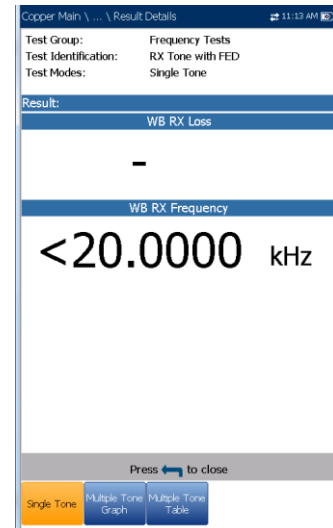 Copper Main \ ... \ Result Details 11:13 AM
Test Group: Frequency Tests
Test Identification: RX Tone with FED
Test Modes: Single Tone
Result:
WB RX Loss
-
WB RX Frequency
<20.0000 kHz
Press to close
Single Tone
Multiple Tone Graph
Multiple Tone Table